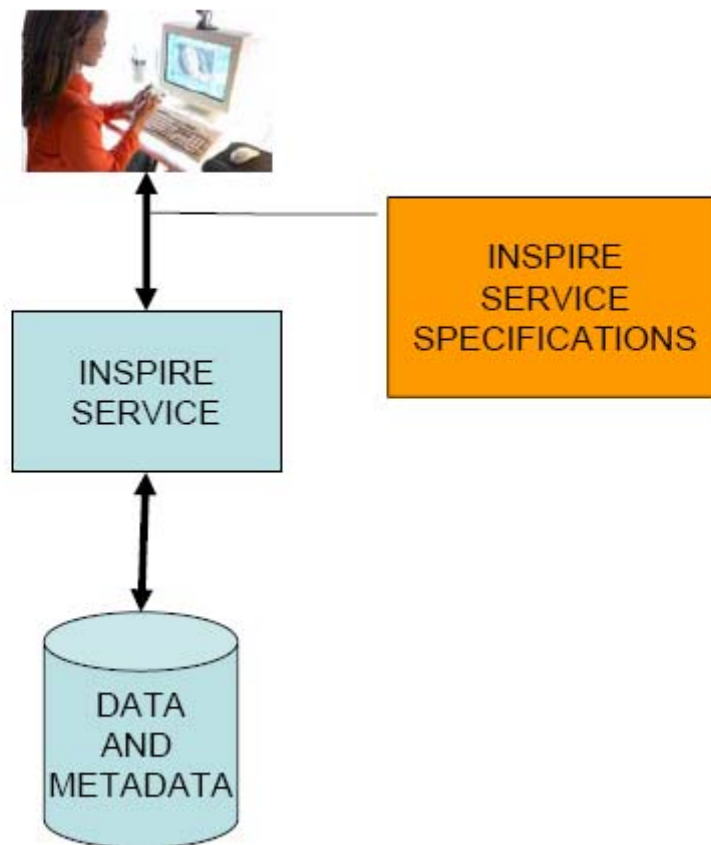 INSPIRE
SERVICE
SPECIFICATIONS
INSPIRE
SERVICE
DATA
AND
METADATA